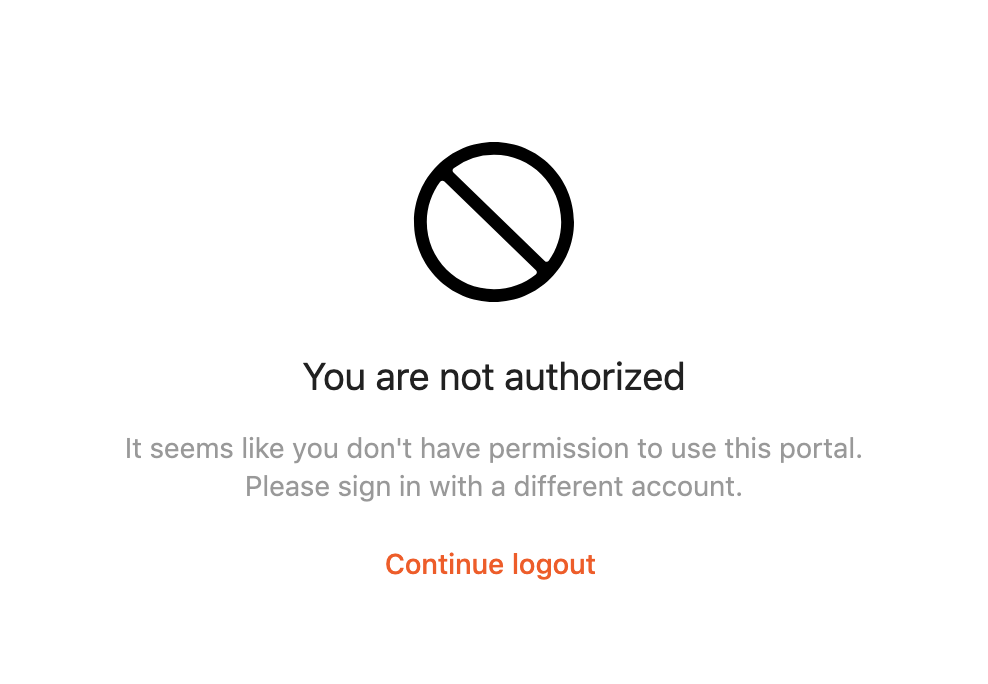 You are not authorized
It seems like you don't have permission to use this portal.
Please sign in with a different account.
Continue logout